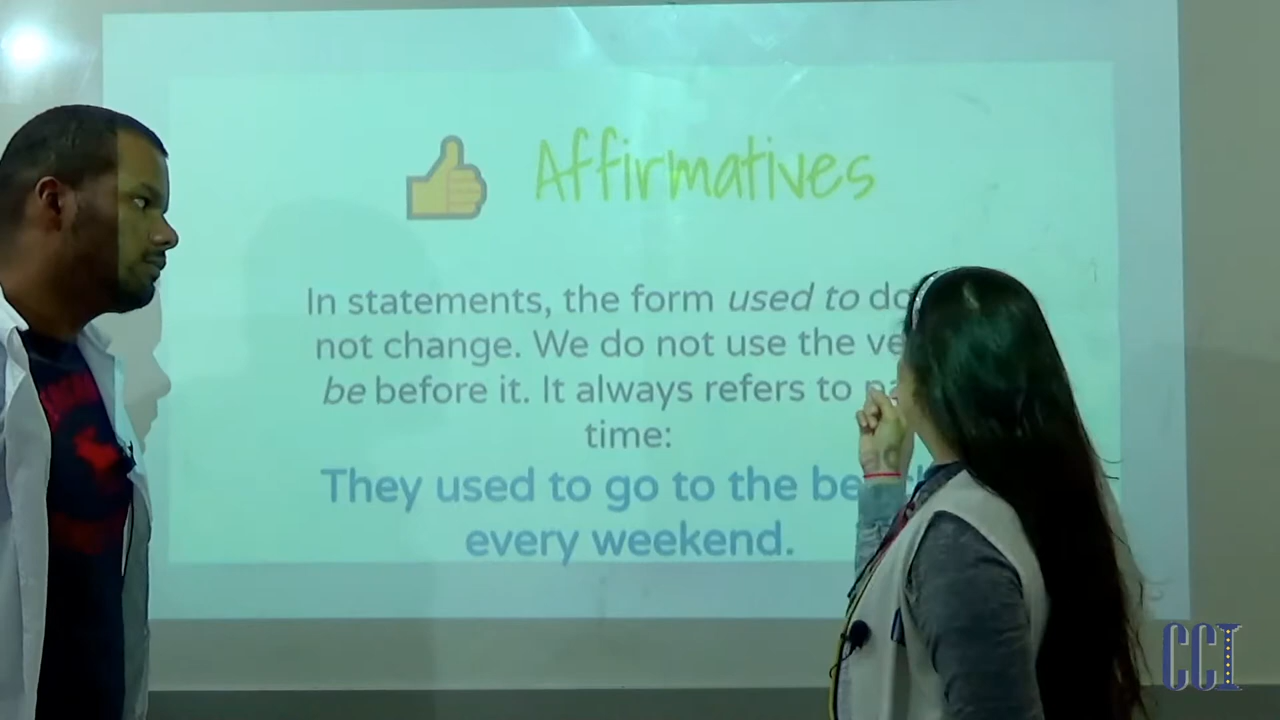 Affirmatives
In statements, the form used to do
not change. We do not use the
be before it. It always refers to
time:
They used to go to the
every weekend.
CCI